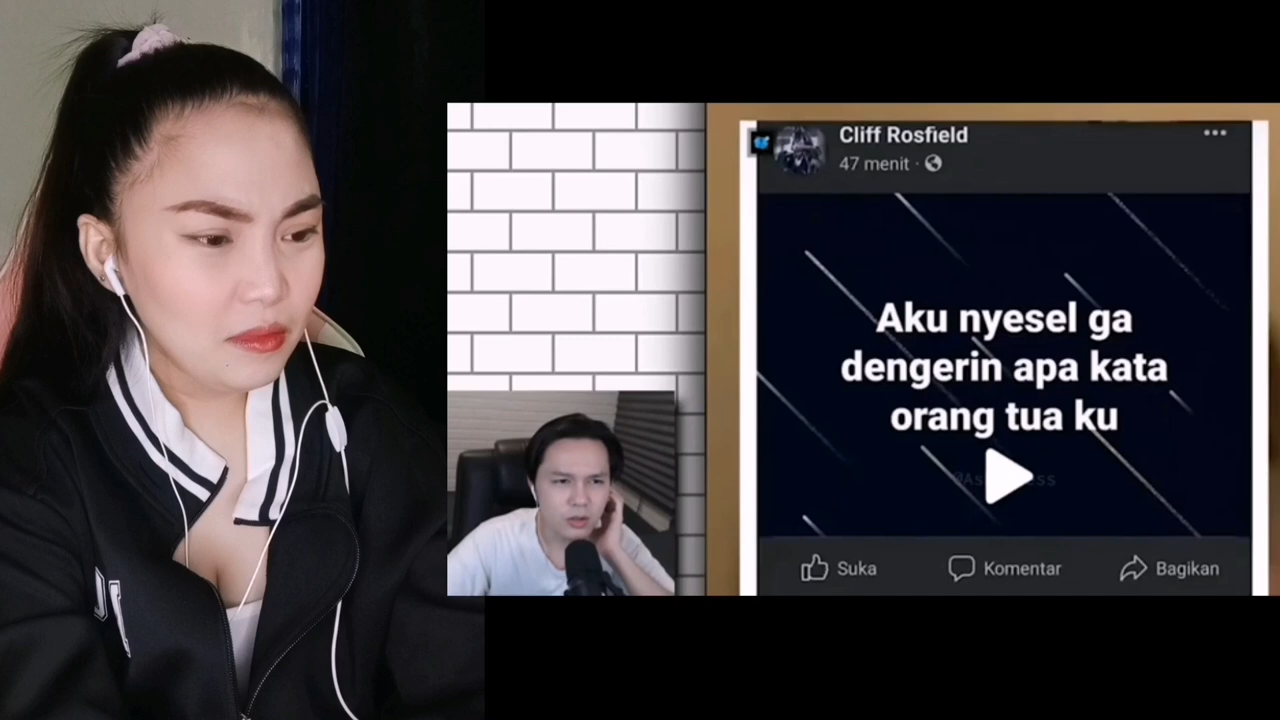 Cliff Rosfield
47 menit ·
Aku nyesel ga
dengerin apa kata
orang tua ku
Suka
Komentar
Bagikan